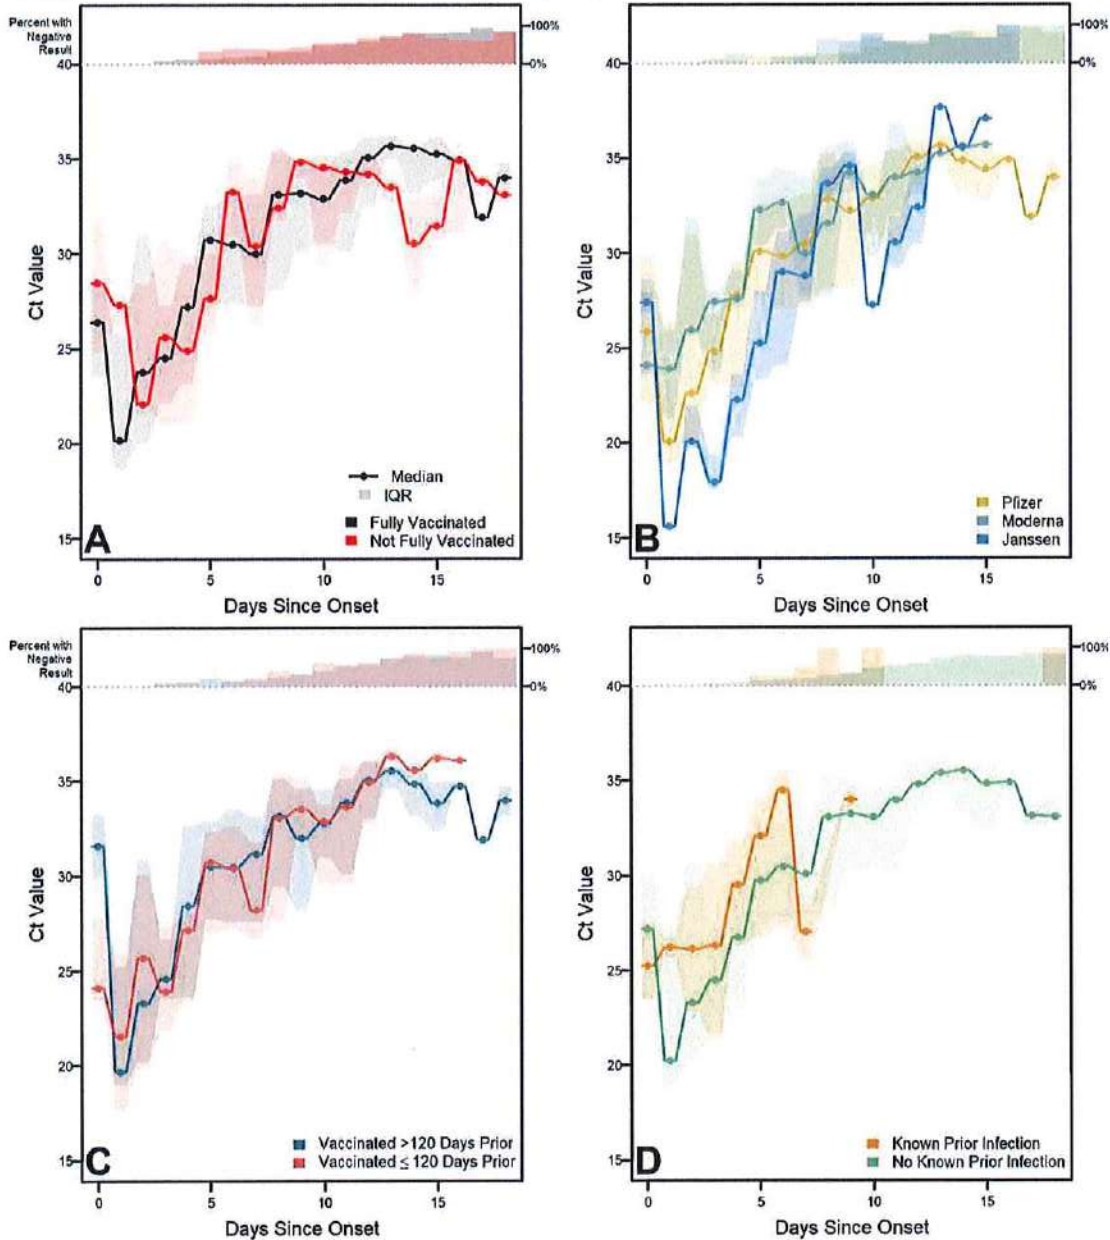 Percent with
Negative
Result
100%
0%
40
35
30
25
20
15
Ct Value
Median
IQR
Fully Vaccinated
Not Fully Vaccinated
A
0 5 10 15
Days Since Onset
100%
0%
40
35
30
25
20
15
Ct Value
Pfizer
Moderna
Janssen
B
0 5 10 15
Days Since Onset
Percent with
Negative
Result
100%
0%
40
35
30
25
20
15
Ct Value
Vaccinated >120 Days Prior
Vaccinated ≤ 120 Days Prior
C
0 5 10 15
Days Since Onset
100%
0%
40
35
30
25
20
15
Ct Value
Known Prior Infection
No Known Prior Infection
D
0 5 10 15
Days Since Onset